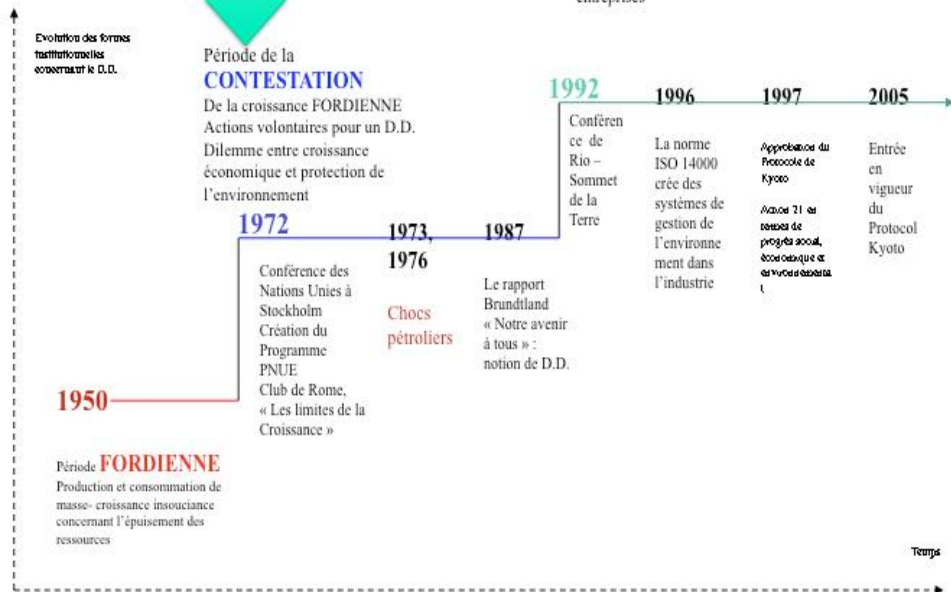 entreprises
Evolution des formes
institutionnelles
concernant le D.D.
Période de la
CONTESTATION
De la croissance FORDIENNE
Actions volontaires pour un D.D.
Dilemme entre croissance
économique et protection de
l'environnement
1972
Conférence des
Nations Unies à
Stockholm
Création du
Programme
PNUE
Club de Rome,
« Les limites de la
Croissance »
1973,
1976
Chocs
pétroliers
1987
Le rapport
Brundtland
« Notre avenir
à tous » :
notion de D.D.
1992
Conféren
ce de
Rio –
Sommet
de la
Terre
1996
La norme
ISO 14000
crée des
systèmes de
gestion de
l'environne
ment dans
l'industrie
1997
Approbation du
Protocole de
Kyoto
Action 21 en
termes de
progrès social,
économique et
environnementa
l
2005
Entrée
en
vigueur
du
Protocol
Kyoto
1950
Période FORDIENNE
Production et consommation de
masse- croissance insouciance
concernant l'épuisement des
ressources
Temps